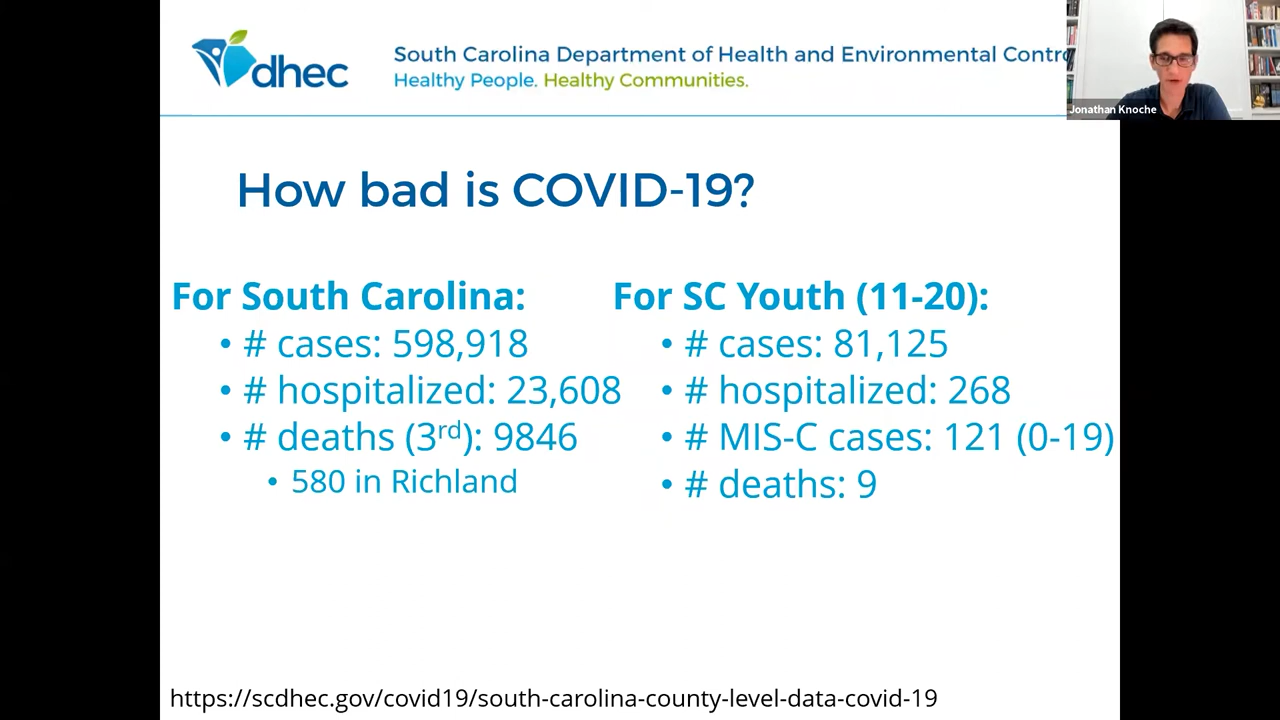 dhec
South Carolina Department of Health and Environmental Contro
Healthy People. Healthy Communities.
Jonathan Knoche
How bad is COVID-19?
For South Carolina:
• # cases: 598,918
• # hospitalized: 23,608
• # deaths (3rd): 9846
• 580 in Richland
For SC Youth (11-20):
• # cases: 81,125
• # hospitalized: 268
• # MIS-C cases: 121 (0-19)
• # deaths: 9
https://scdhec.gov/covid19/south-carolina-county-level-data-covid-19